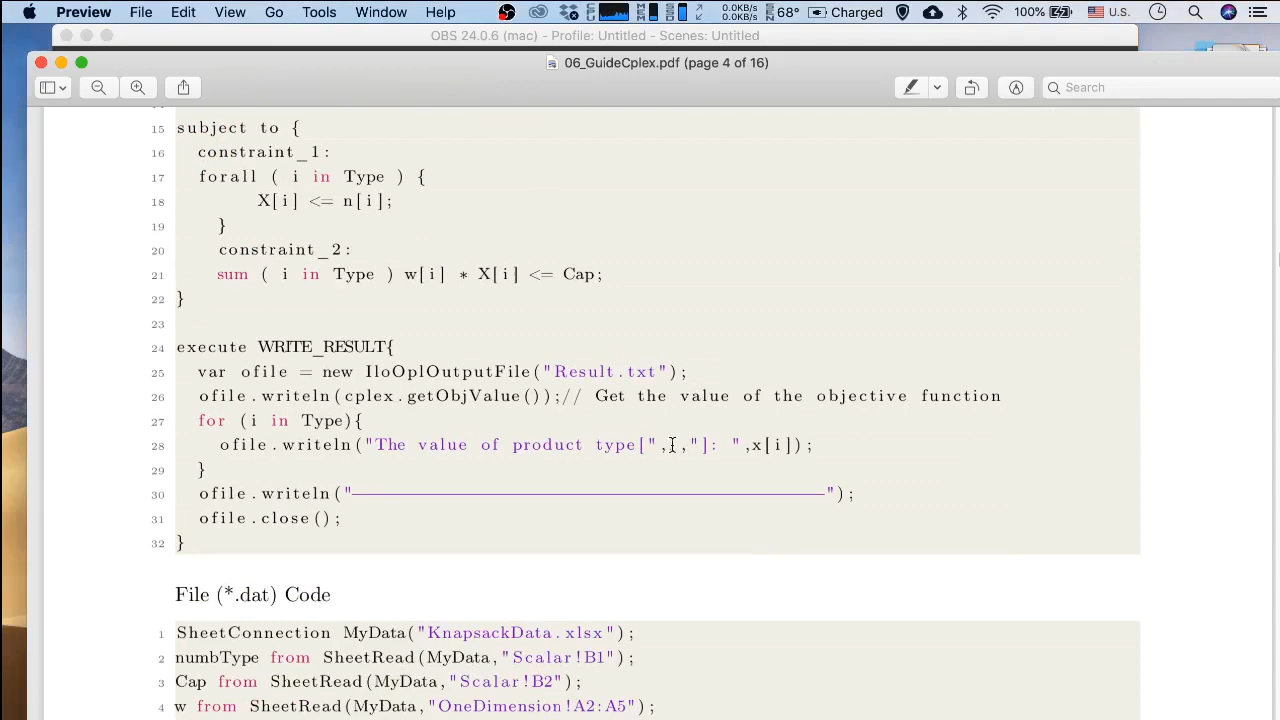 Preview File Edit View Go Tools Window Help 0.0KB/s 0.0KB/s 68° Charged 100% U.S.
OBS 24.0.6 (mac) - Profile: Untitled - Scenes: Untitled
06_GuideCplex.pdf (page 4 of 16)
Search
15 subject to {
16 constraint_1:
17 forall ( i in Type ) {
18 X[i] <= n[i];
19 }
20 constraint_2:
21 sum ( i in Type ) w[i] * X[i] <= Cap;
22 }
23
24 execute WRITE_RESULT{
25 var ofile = new IloOplOutputFile("Result.txt");
26 ofile.writeln(cplex.getObjValue());// Get the value of the objective function
27 for (i in Type){
28 ofile.writeln("The value of product type[",i,"]: ",x[i]);
29 }
30 ofile.writeln("————————————————————");
31 ofile.close();
32 }
File (*.dat) Code
1 SheetConnection MyData("KnapsackData.xlsx");
2 numbType from SheetRead(MyData,"Scalar!B1");
3 Cap from SheetRead(MyData,"Scalar!B2");
4 w from SheetRead(MyData,"OneDimension!A2:A5");